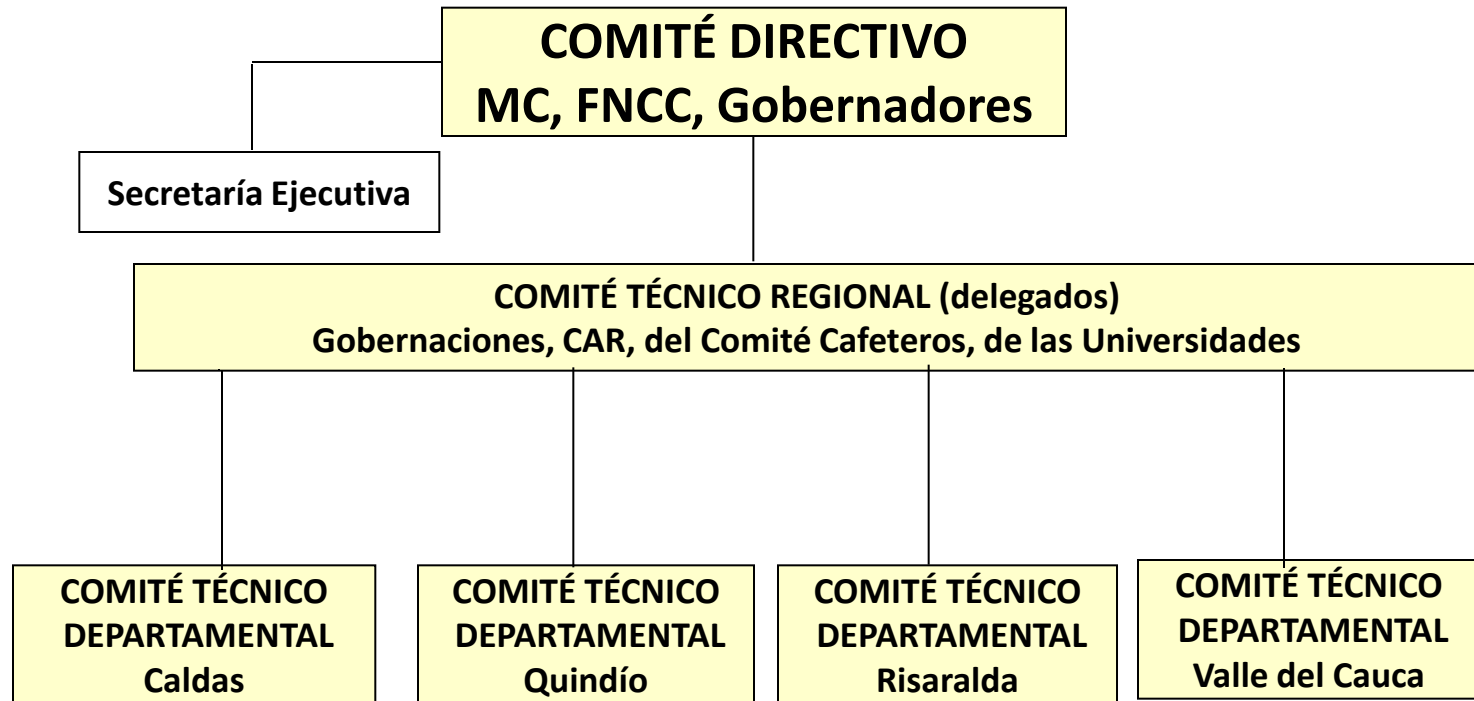 COMITÉ DIRECTIVO
MC, FNCC, Gobernadores
Secretaría Ejecutiva
COMITÉ TÉCNICO REGIONAL (delegados)
Gobernaciones, CAR, del Comité Cafeteros, de las Universidades
COMITÉ TÉCNICO
DEPARTAMENTAL
Caldas
COMITÉ TÉCNICO
DEPARTAMENTAL
Quindío
COMITÉ TÉCNICO
DEPARTAMENTAL
Risaralda
COMITÉ TÉCNICO
DEPARTAMENTAL
Valle del Cauca